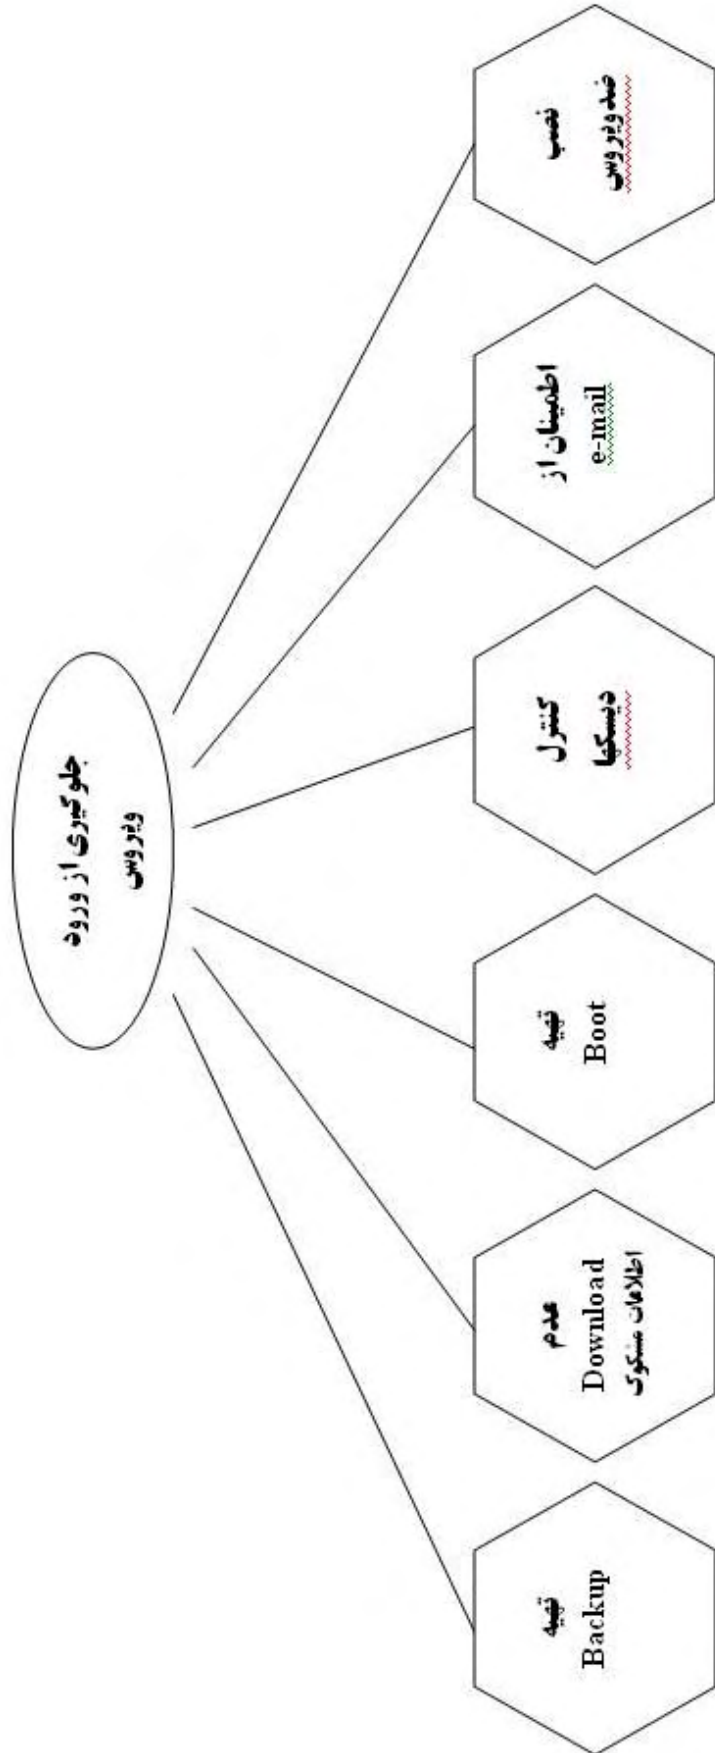 جلوگیری از ورود
ویروس
نصب
ضدویروس
اطمینان از
e-mail
کنترل
دیسکها
تهیه
Boot
عدم
Download
اطلاعات مشکوک
تهیه
Backup